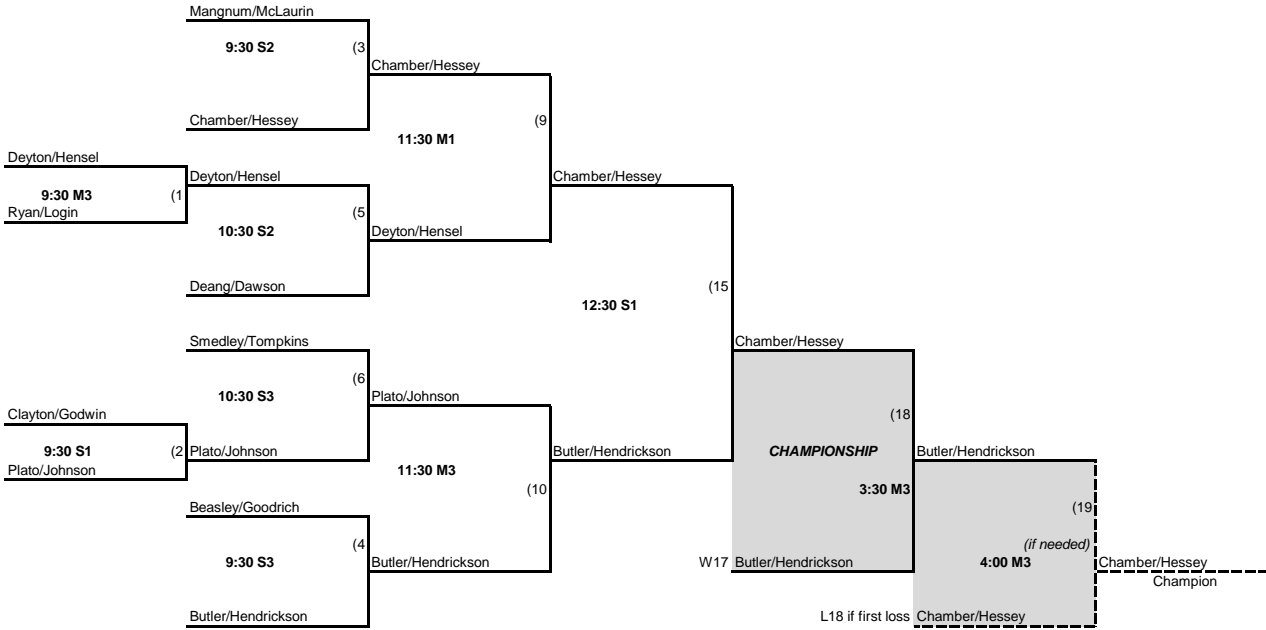 Mangnum/McLaurin
9:30 S2 (3
Chamber/Hessey
Chamber/Hessey
11:30 M1 (9
Deyton/Hensel
9:30 M3 (1
Ryan/Login
Deyton/Hensel
10:30 S2 (5
Deyton/Hensel
Deang/Dawson
Chamber/Hessey
12:30 S1 (15
Smedley/Tompkins
10:30 S3 (6
Plato/Johnson
Clayton/Godwin
9:30 S1 (2
Plato/Johnson
Plato/Johnson
11:30 M3 (10
Butler/Hendrickson
Beasley/Goodrich
9:30 S3 (4
Butler/Hendrickson
Butler/Hendrickson
Chamber/Hessey
(18
CHAMPIONSHIP
3:30 M3
W17 Butler/Hendrickson
Butler/Hendrickson
(19
(if needed)
4:00 M3
L18 if first loss Chamber/Hessey
Chamber/Hessey
Champion